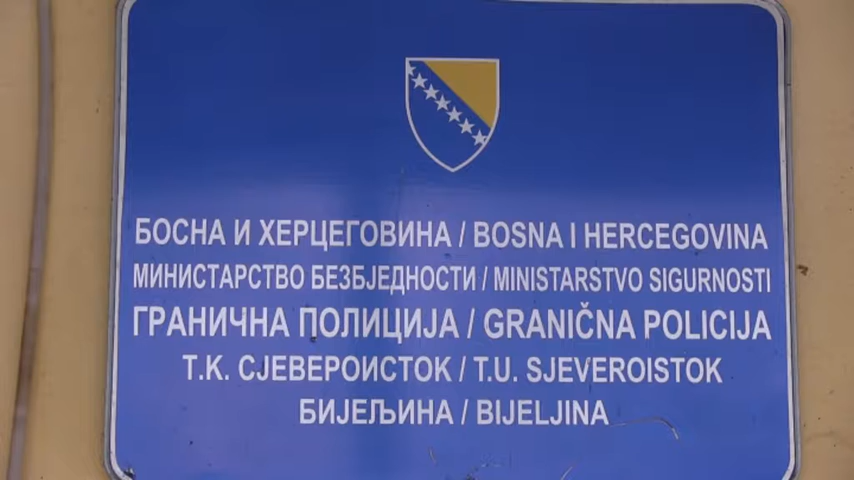 БОСНА И ХЕРЦЕГОВИНА / BOSNA I HERCEGOVINA
МИНИСТАРСТВО БЕЗБЈЕДНОСТИ / MINISTARSTVO SIGURNOSTI
ГРАНИЧНА ПОЛИЦИЈА / GRANIČNA POLICIJA
Т.К. СЈЕВЕРОИСТОК / T.U. SJEVEROISTOK
БИЈЕЉИНА / BIJELJINA